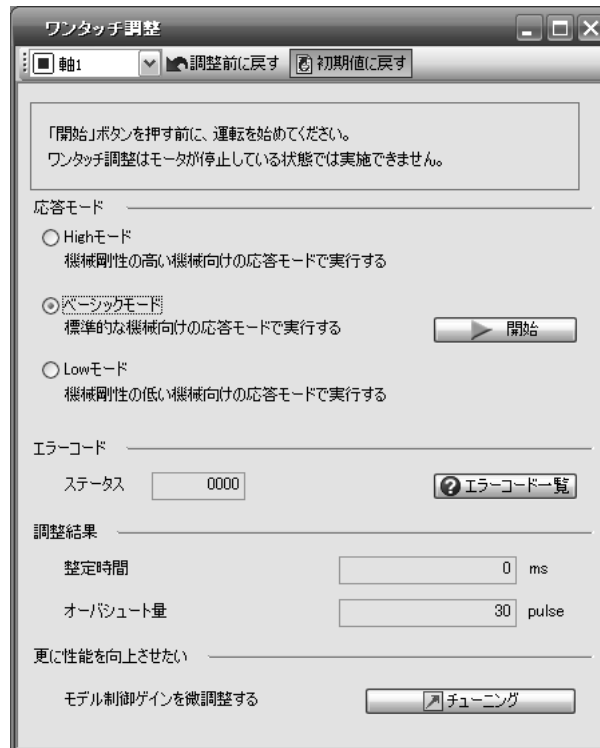 ワンタッチ調整
軸1 調整前に戻す 初期値に戻す
「開始」ボタンを押す前に、運転を始めてください。
ワンタッチ調整はモータが停止している状態では実施できません。
応答モード
Highモード
機械剛性の高い機械向けの応答モードで実行する
ベーシックモード
標準的な機械向けの応答モードで実行する
開始
Lowモード
機械剛性の低い機械向けの応答モードで実行する
エラーコード
ステータス 0000 エラーコード一覧
調整結果
整定時間 0 ms
オーバシュート量 30 pulse
更に性能を向上させたい
モデル制御ゲインを微調整する チューニング